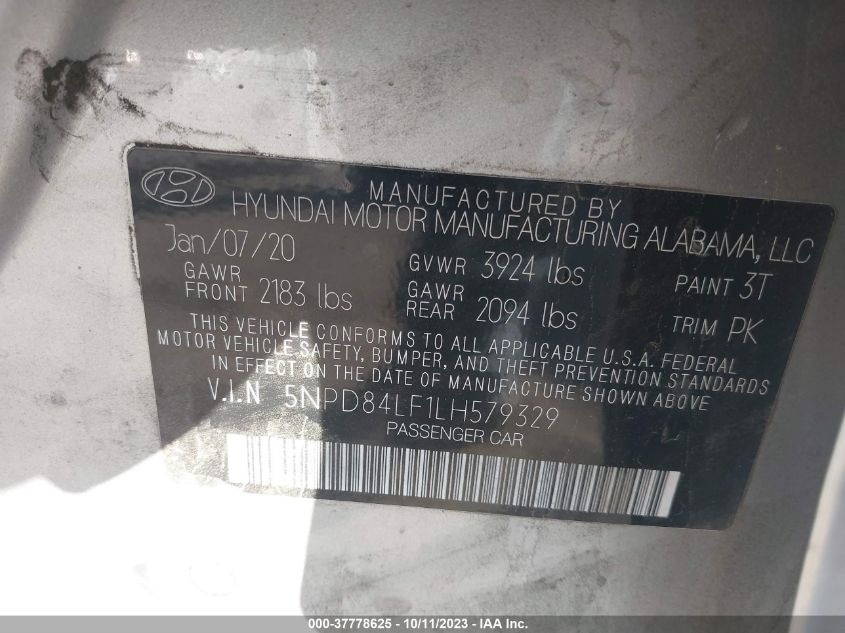 MANUFACTURED BY
HYUNDAI MOTOR MANUFACTURING ALABAMA, LLC
Jan/07/20
GVWR 3924 lbs
PAINT 3T
GAWR
FRONT 2183 lbs
GAWR
REAR 2094 lbs
TRIM PK
THIS VEHICLE CONFORMS TO ALL APPLICABLE U.S.A. FEDERAL
MOTOR VEHICLE SAFETY, BUMPER, AND THEFT PREVENTION STANDARDS
IN EFFECT ON THE DATE OF MANUFACTURE SHOWN ABOVE
V.I.N 5NPD84LF1LH579329
PASSENGER CAR
000-37778625 - 10/11/2023 - © IAA Holdings, LLC.